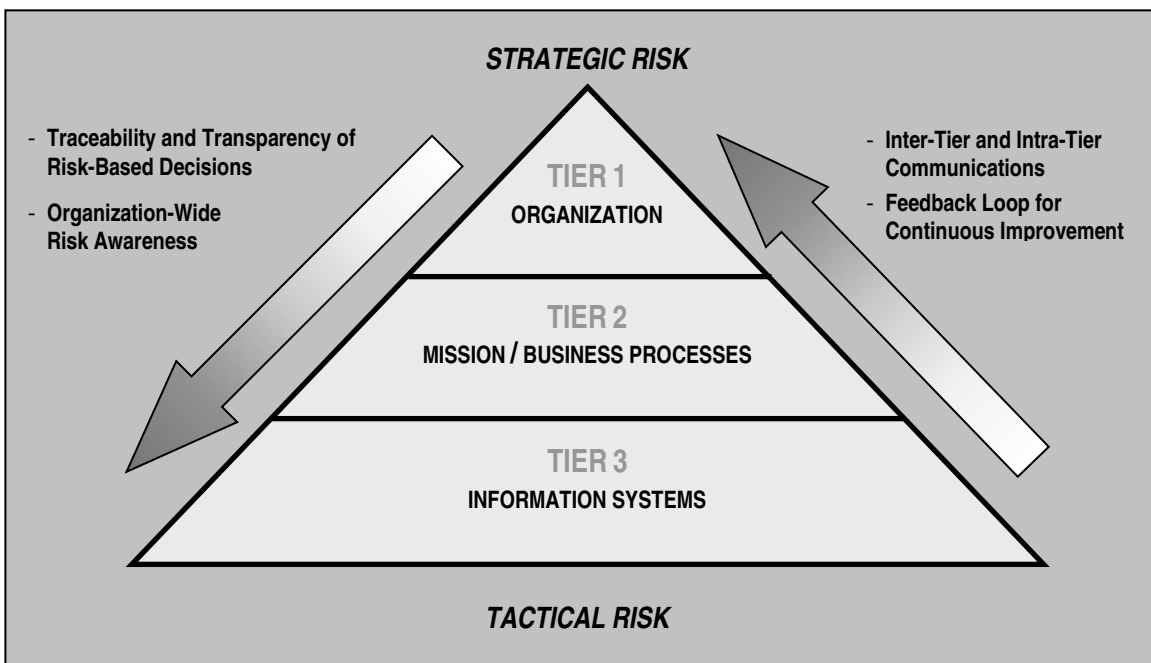 STRATEGIC RISK
- Traceability and Transparency of
Risk-Based Decisions
- Organization-Wide
Risk Awareness
- Inter-Tier and Intra-Tier
Communications
- Feedback Loop for
Continuous Improvement
TIER 1
ORGANIZATION
TIER 2
MISSION / BUSINESS PROCESSES
TIER 3
INFORMATION SYSTEMS
TACTICAL RISK